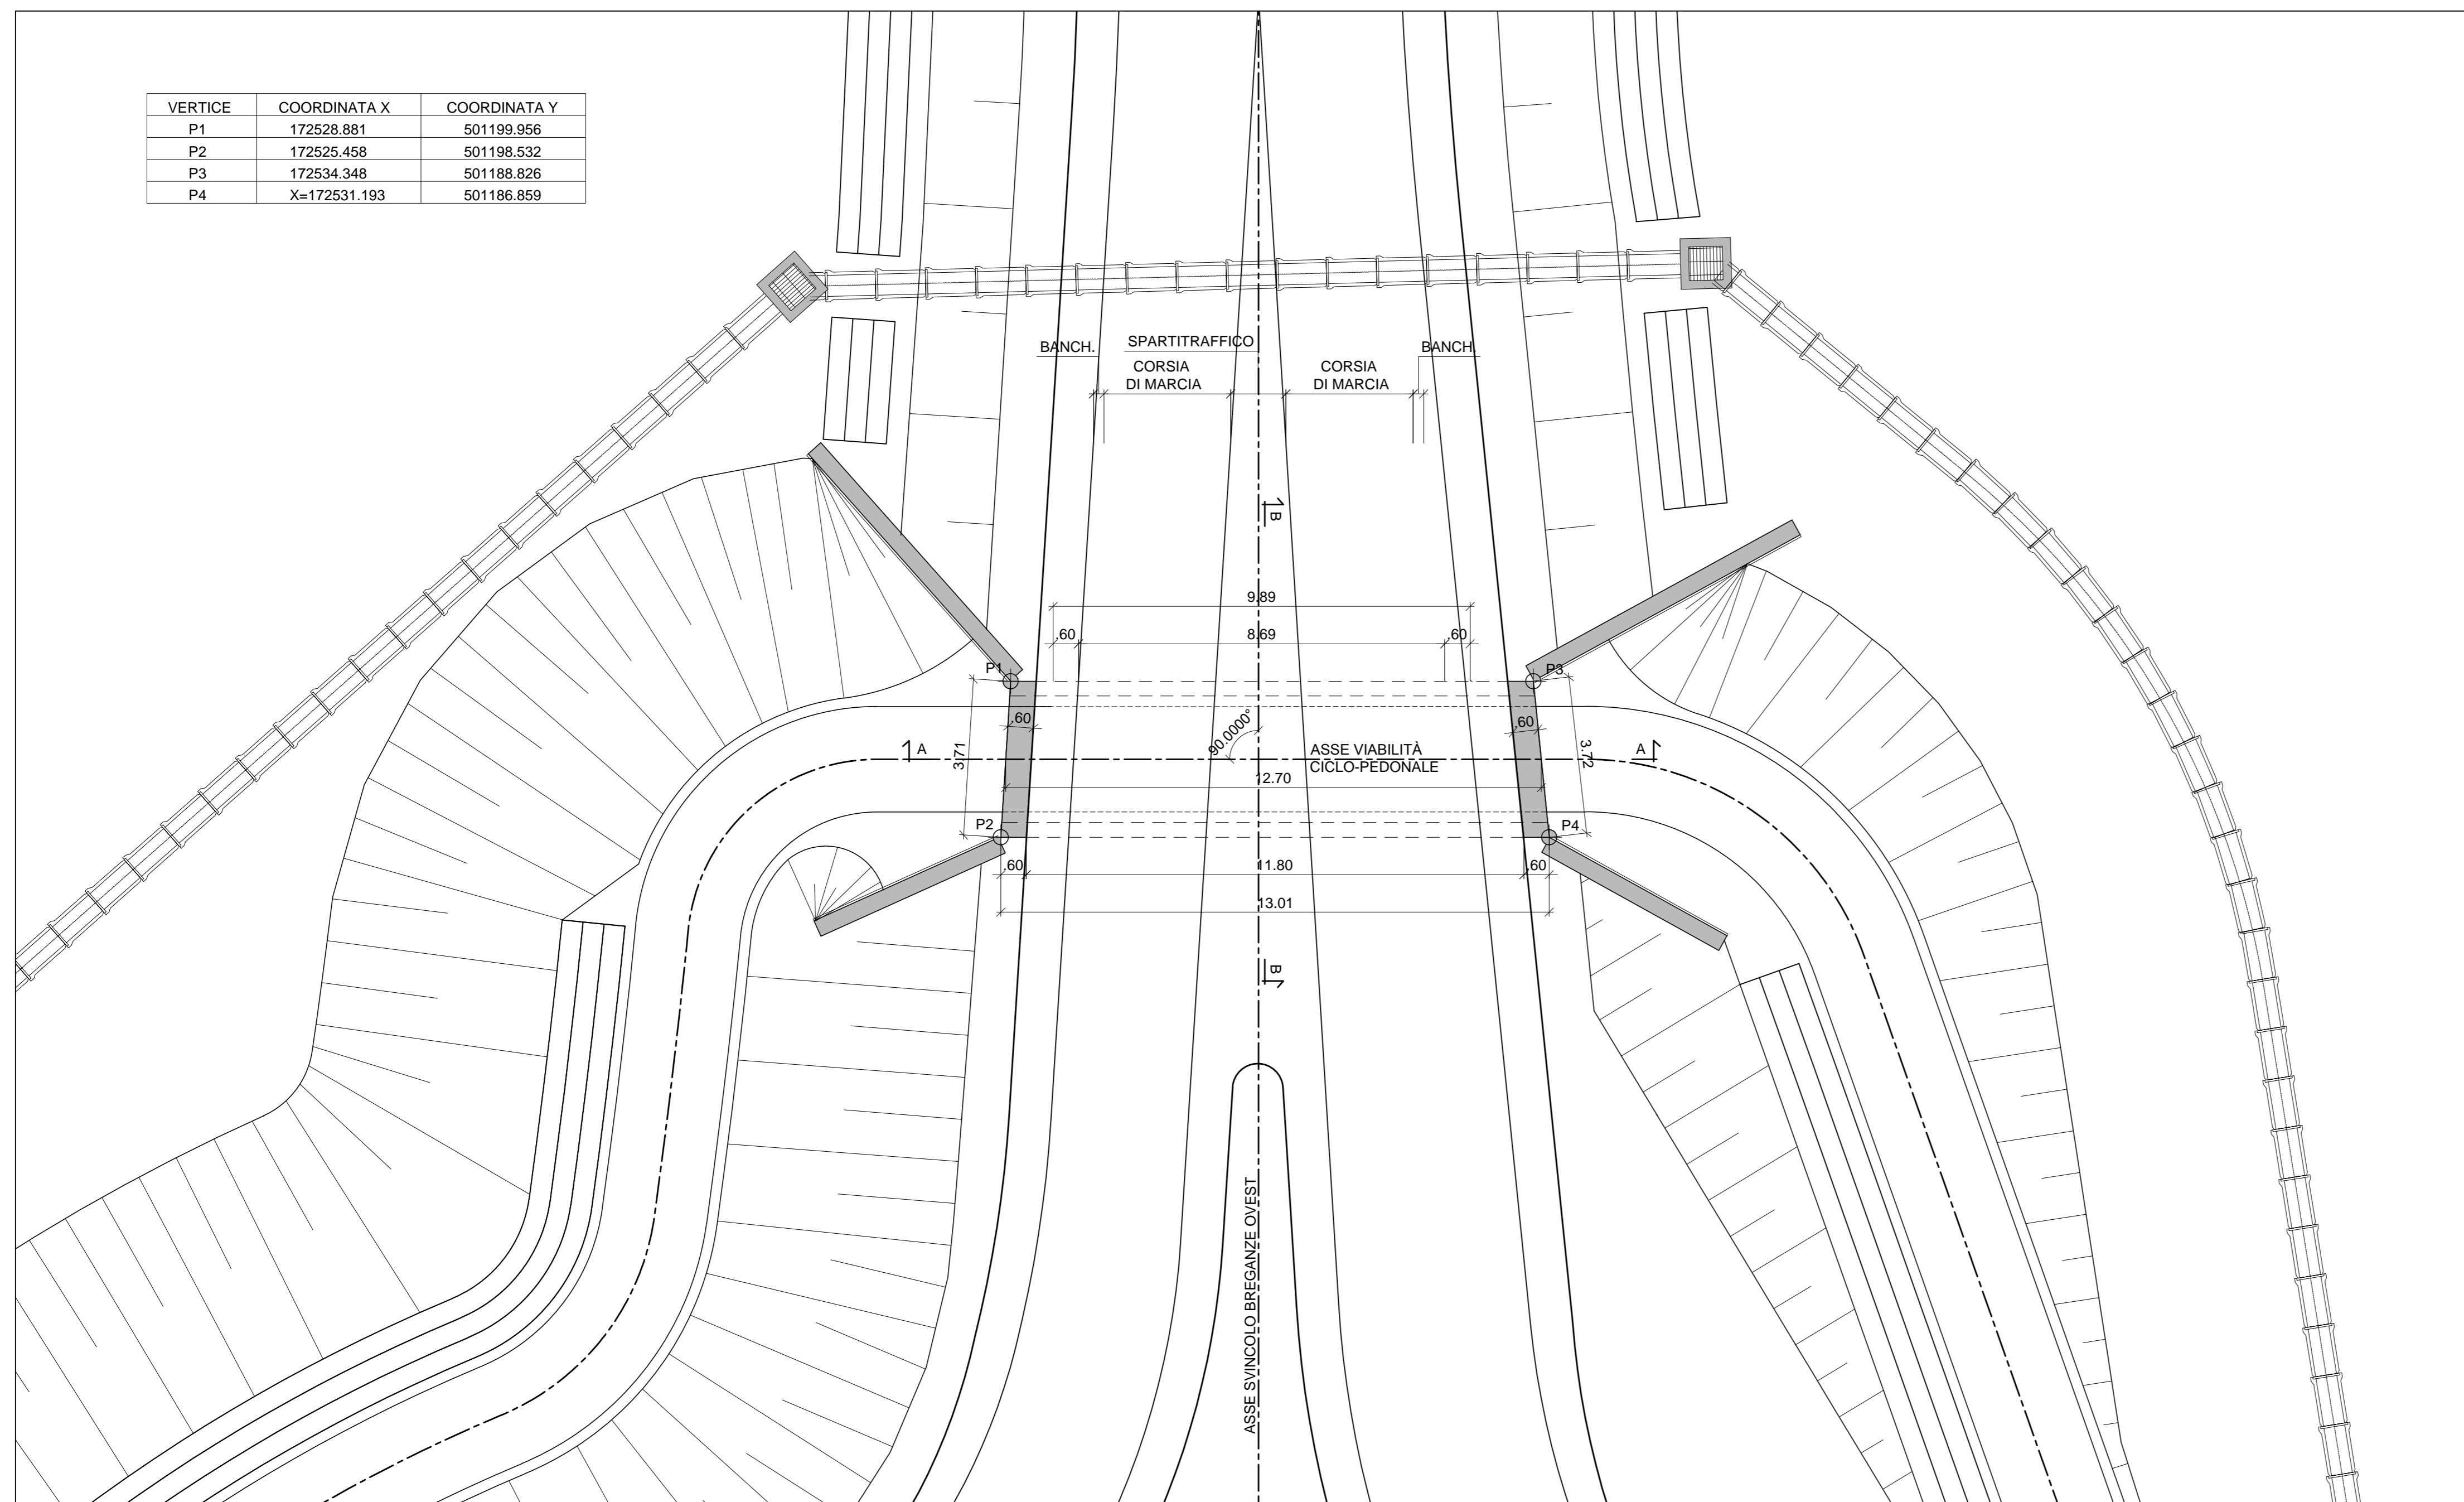 VERTICE COORDINATA X COORDINATA Y
P1 172528.881 501199.956
P2 172525.458 501198.532
P3 172534.348 501188.826
P4 X=172531.193 501186.859
BANCH.
SPARTITRAFFICO
BANCH.
CORSIA
DI MARCIA
CORSIA
DI MARCIA
B
9.89
.60
8.69
.60
P1
P3
.60
.60
90.0000°
3.71
A
ASSE VIABILITÀ
CICLO-PEDONALE
3.72
A
12.70
P2
P4
.60
11.80
.60
13.01
B
ASSE SVINCOLO BREGANZE OVEST